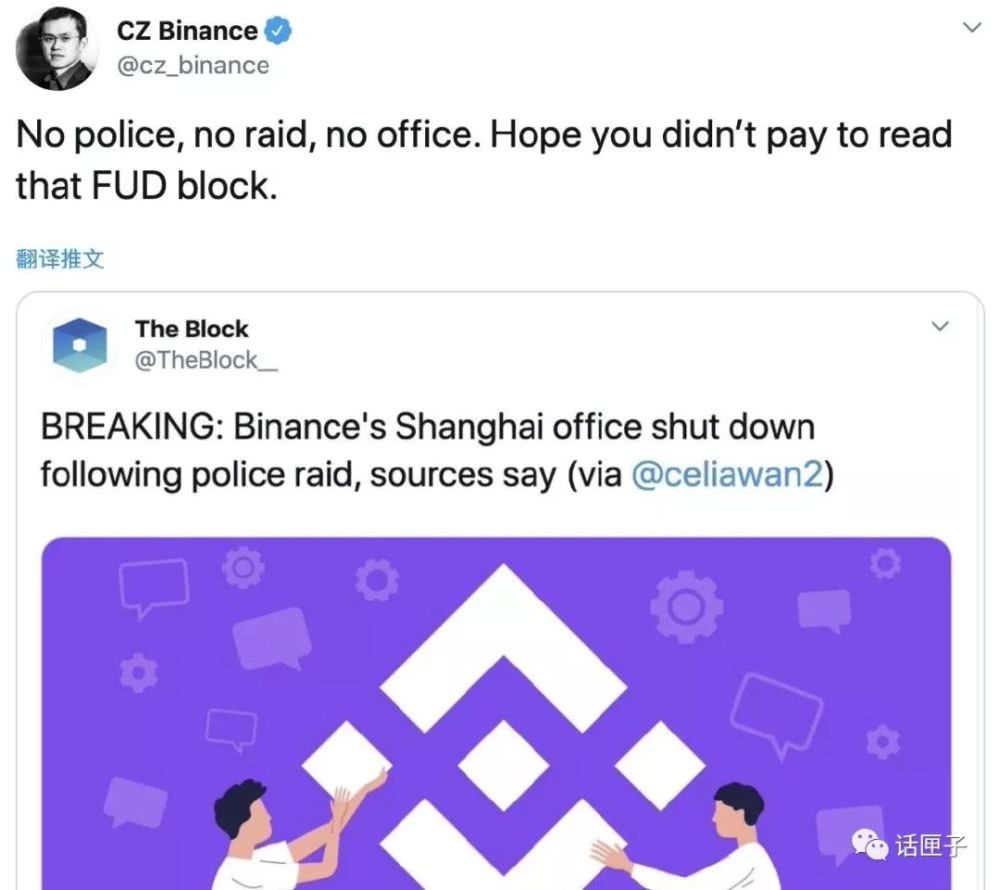 CZ Binance
@cz_binance
No police, no raid, no office. Hope you didn’t pay to read
that FUD block.
翻译推文
The Block
@TheBlock__
BREAKING: Binance's Shanghai office shut down
following police raid, sources say (via @celiawan2)
话匣子